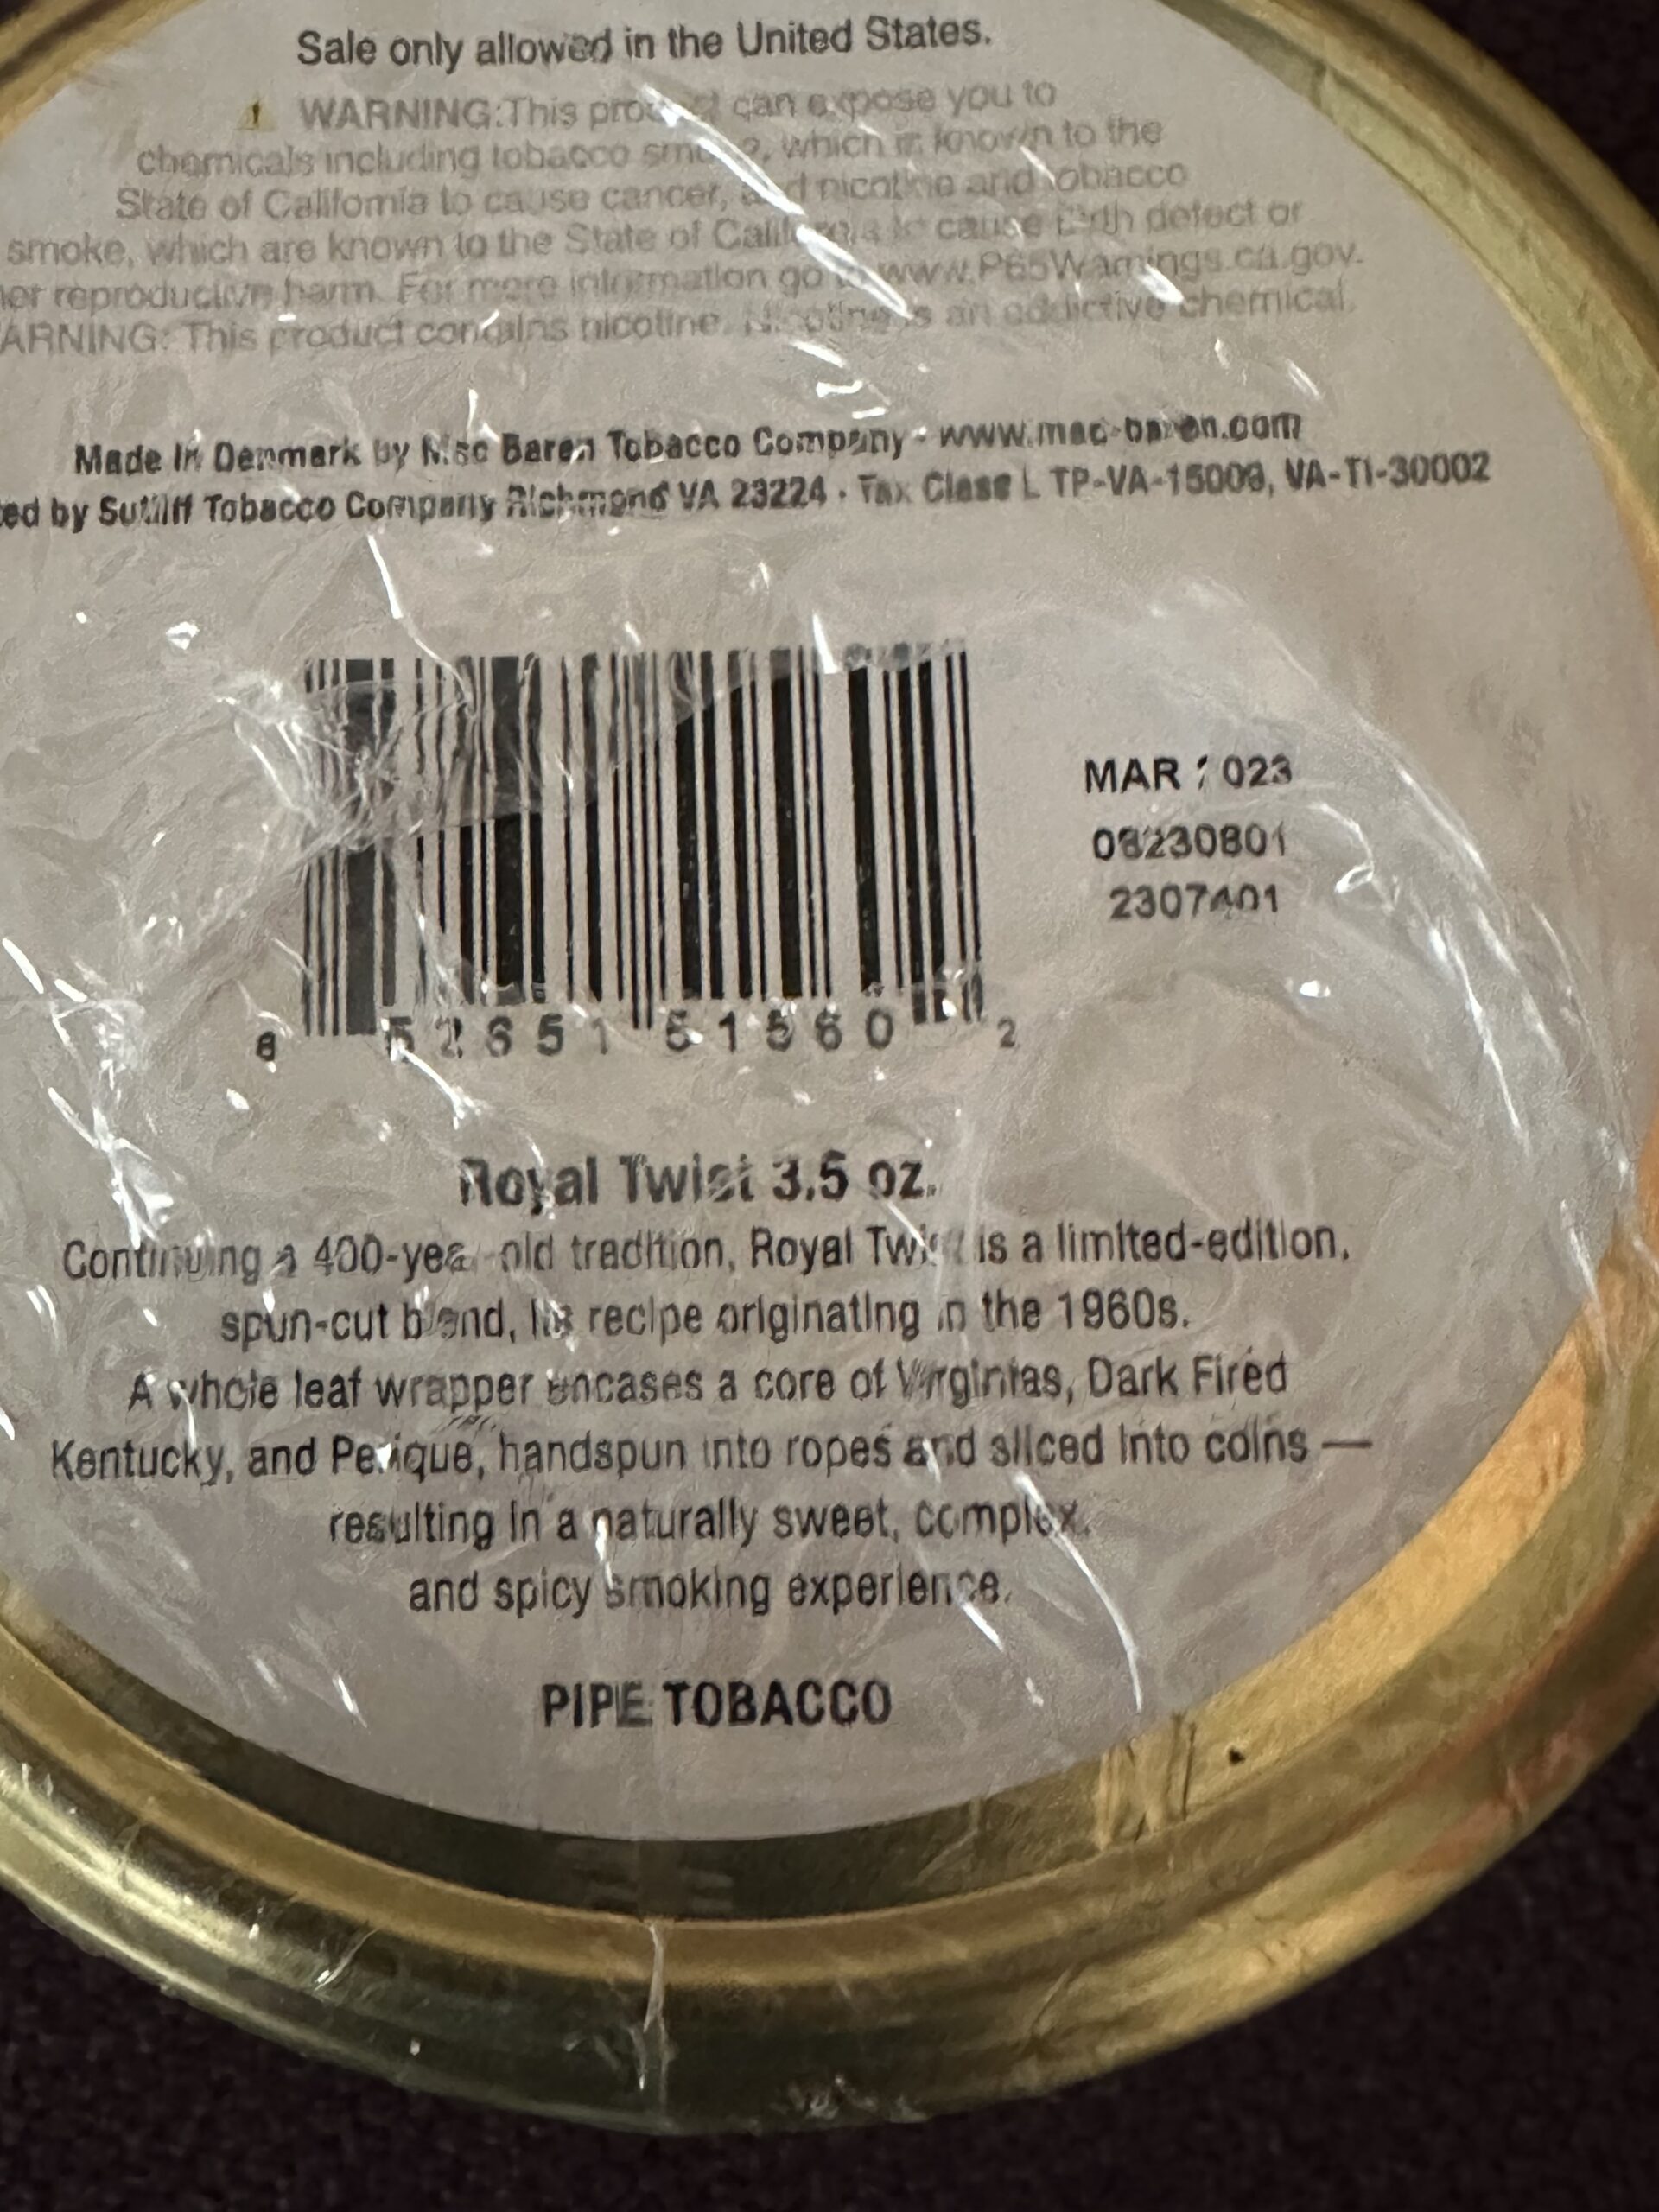 Sale only allowed in the United States.
WARNING:This product can expose you to
chemicals including tobacco smoke, which is known to the
State of California to cause cancer, and nicotine and tobacco
smoke, which are known to the State of California to cause birth defect or
her reproductive harm. For more information go to www.P65Warnings.ca.gov.
ARNING: This product contains nicotine. Nicotine is an addictive chemical.
Made in Denmark by Mac Baren Tobacco Company - www.mac-baren.com
ted by Sutliff Tobacco Company Richmond VA 23224 · Tax Class L TP-VA-15009, VA-TI-30002
MAR 2023
2307401
6 52651 51560 2
Royal Twist 3.5 oz.
Continuing a 400-year-old tradition, Royal Twist is a limited-edition,
spun-cut blend, its recipe originating in the 1960s.
A whole leaf wrapper encases a core of Virginias, Dark Fired
Kentucky, and Perique, handspun into ropes and sliced into coins —
resulting in a naturally sweet, complex,
and spicy smoking experience.
PIPE TOBACCO